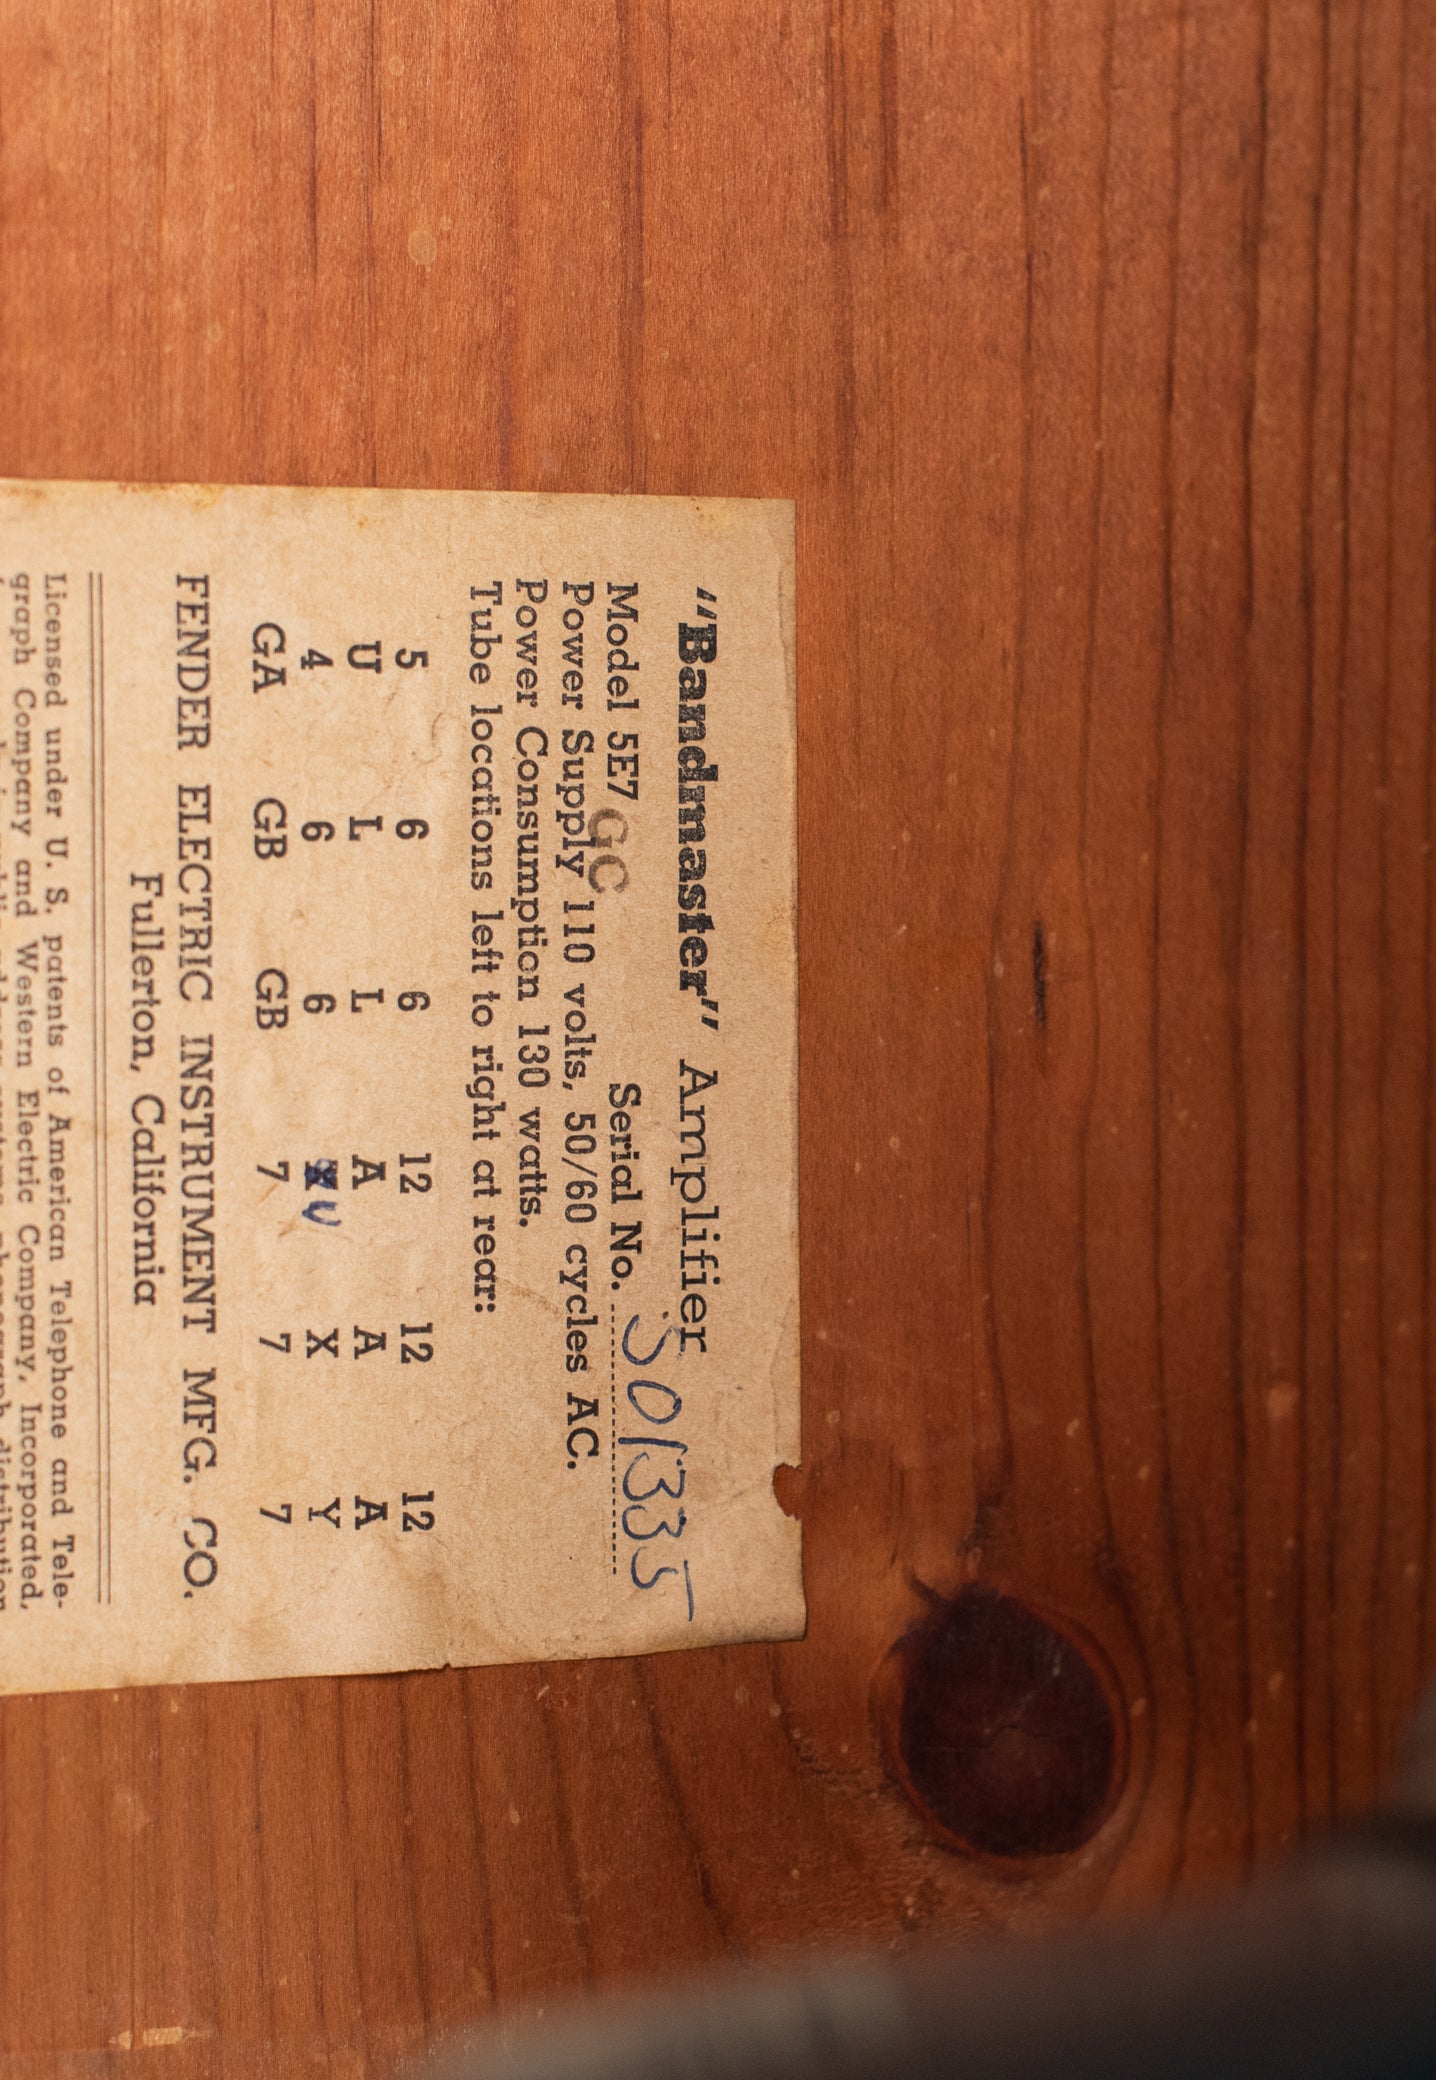 "Bandmaster" Amplifier
Model 5E7 GC Serial No. S01335
Power Supply 110 volts, 50/60 cycles AC.
Power Consumption 130 watts.
Tube locations left to right at rear:
5 6 6 12 12 12
U L L A A A
4 6 6 U X Y
GA GB GB 7 7 7
FENDER ELECTRIC INSTRUMENT MFG. CO.
Fullerton, California
Licensed under U. S. patents of American Telephone and Tele-
graph Company and Western Electric Company, Incorporated,